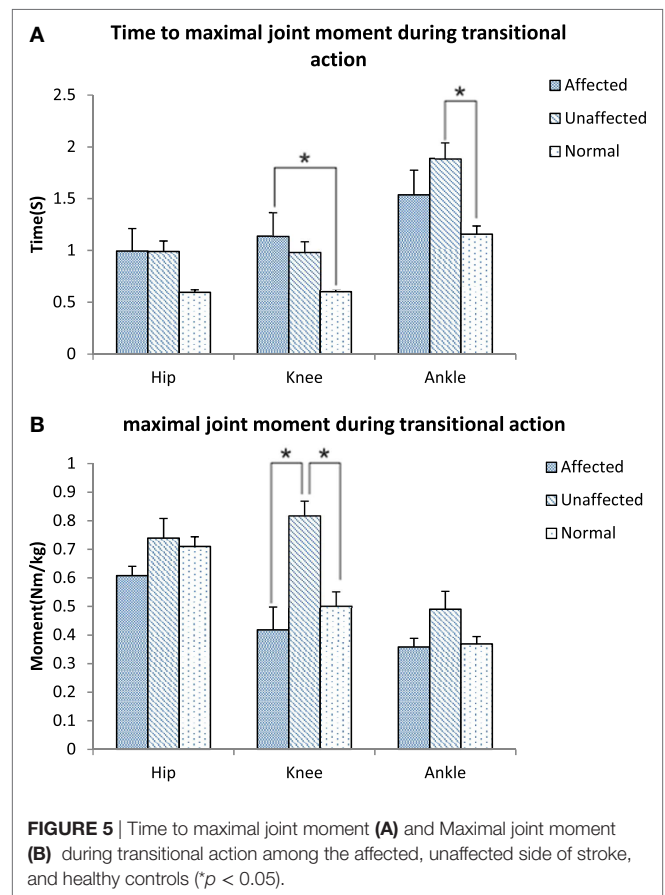 A
Time to maximal joint moment during transitional
action
Affected
Unaffected
Normal
2.5
2
1.5
1
0.5
0
Time(S)
*
*
Hip
Knee
Ankle
B
maximal joint moment during transitional action
Affected
Unaffected
Normal
1
0.9
0.8
0.7
0.6
0.5
0.4
0.3
0.2
0.1
0
Moment(Nm/kg)
* *
Hip
Knee
Ankle
FIGURE 5 | Time to maximal joint moment (A) and Maximal joint moment
(B) during transitional action among the affected, unaffected side of stroke,
and healthy controls (*p < 0.05).